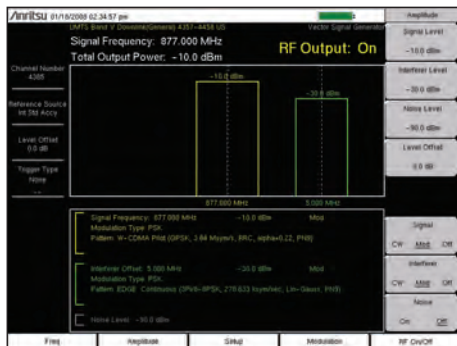 Anritsu 01/16/2008 02:34:57 pm
UMTS Band V Downlink(General) 4357-4458 US
Vector Signal Generator
Signal Frequency: 877.000 MHz
Total Output Power: -10.0 dBm
RF Output: On
Channel Number
4385
Reference Source
Int Std Accy
Level Offset
0.0 dB
Trigger Type
None
--
-10.0 dBm
-30.0 dBm
877.000 MHz
5.000 MHz
Signal Frequency: 877.000 MHz -10.0 dBm Mod
Modulation Type: PSK
Pattern: W-CDMA Pilot (QPSK, 3.84 Msym/s, RRC, alpha=0.22, PN9)
Interferer Offset: 5.000 MHz -30.0 dBm Mod
Modulation Type: PSK
Pattern: EDGE Continuous (3Pi/8-8PSK, 270.833 ksym/sec, Lin-Gauss, PN9)
Noise Level: -90.0 dBm
Amplitude
Signal Level
-10.0 dBm
Interferer Level
-30.0 dBm
Noise Level
-90.0 dBm
Level Offset
0.0 dB
Signal
CW Mod Off
Interferer
CW Mod Off
Noise
On Off
Freq Amplitude Setup Modulation RF On/Off